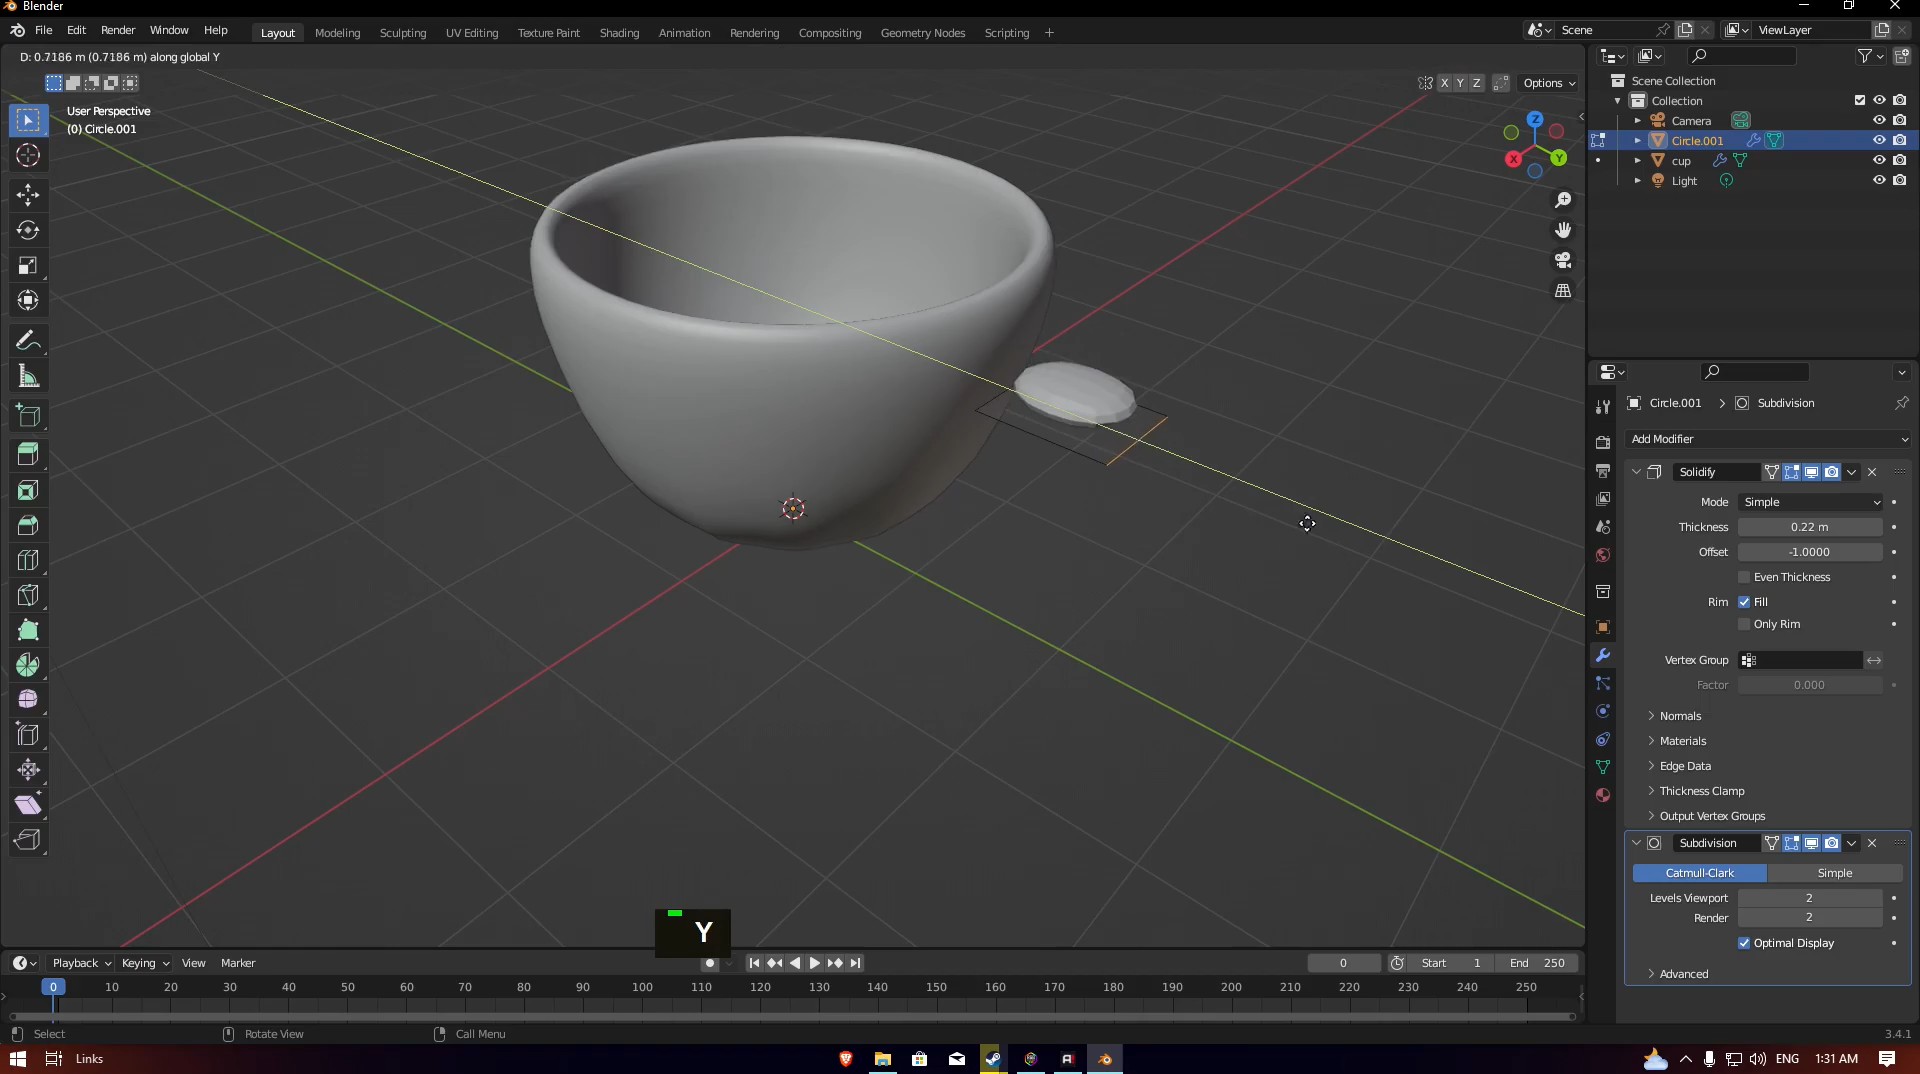 Blender
File Edit Render Window Help
Layout Modeling Sculpting UV Editing Texture Paint Shading Animation Rendering Compositing Geometry Nodes Scripting +
Scene
ViewLayer
D: 0.7186 m (0.7186 m) along global Y
X Y Z
Options
User Perspective
(0) Circle.001
Z
X
Y
Scene Collection
Collection
Camera
Circle.001
cup
Light
Circle.001 > Subdivision
Add Modifier
Solidify
Mode Simple
Thickness 0.22 m
Offset -1.0000
Even Thickness
Rim Fill
Only Rim
Vertex Group
Factor 0.000
Normals
Materials
Edge Data
Thickness Clamp
Output Vertex Groups
Subdivision
Catmull-Clark Simple
Levels Viewport 2
Render 2
Optimal Display
Advanced
Y
Playback Keying View Marker
0
Start 1
End 250
0 10 20 30 40 50 60 70 80 90 100 110 120 130 140 150 160 170 180 190 200 210 220 230 240 250
Select Rotate View Call Menu
3.4.1
Links
ENG 1:31 AM